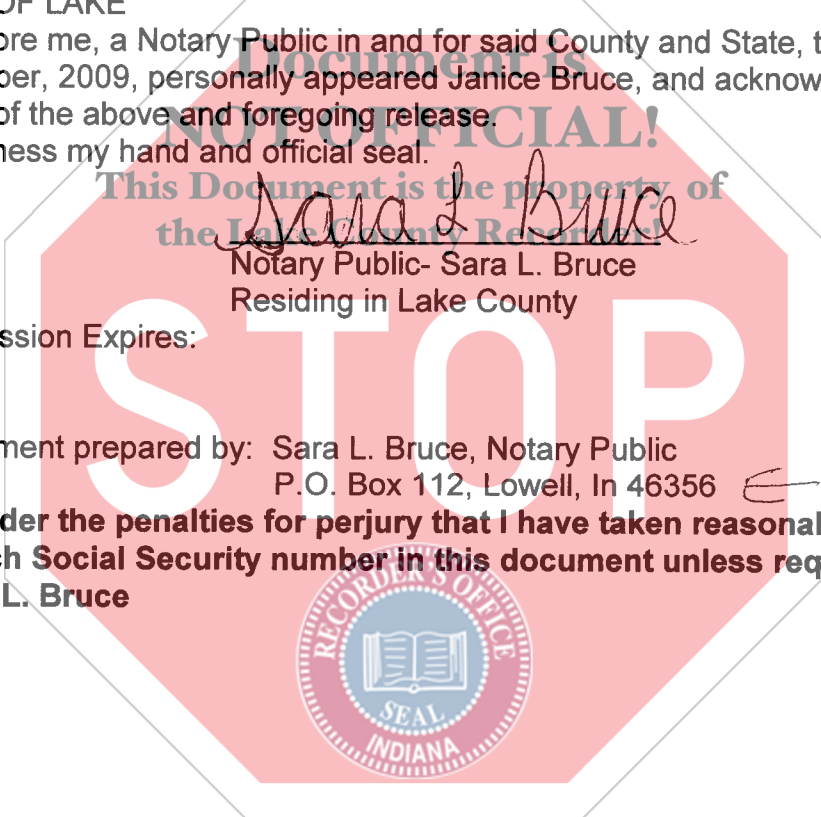 OF LAKE
ore me, a Notary Public in and for said County and State, t
ber, 2009, personally appeared Janice Bruce, and acknow
of the above and foregoing release.
ness my hand and official seal.
Document is
NOT OFFICIAL!
This Document is the property of
the Lake County Recorder!
Sara L Bruce
Notary Public- Sara L. Bruce
Residing in Lake County
ssion Expires:
STOP
ment prepared by: Sara L. Bruce, Notary Public
P.O. Box 112, Lowell, In 46356
der the penalties for perjury that I have taken reasonal
ch Social Security number in this document unless req
L. Bruce
RECORDER'S OFFICE
SEAL
INDIANA